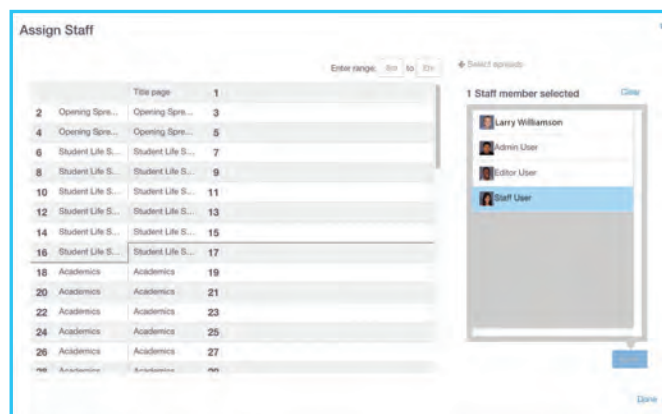 Assign Staff
Enter range: to
Select spreads
1 Staff member selected Clear
Title page 1
2 Opening Spre... Opening Spre... 3
4 Opening Spre... Opening Spre... 5
6 Student Life S... Student Life S... 7
8 Student Life S... Student Life S... 9
10 Student Life S... Student Life S... 11
12 Student Life S... Student Life S... 13
14 Student Life S... Student Life S... 15
16 Student Life S... Student Life S... 17
18 Academics Academics 19
20 Academics Academics 21
22 Academics Academics 23
24 Academics Academics 25
26 Academics Academics 27
28 Academics Academics 29
Larry Williamson
Admin User
Editor User
Staff User
Done